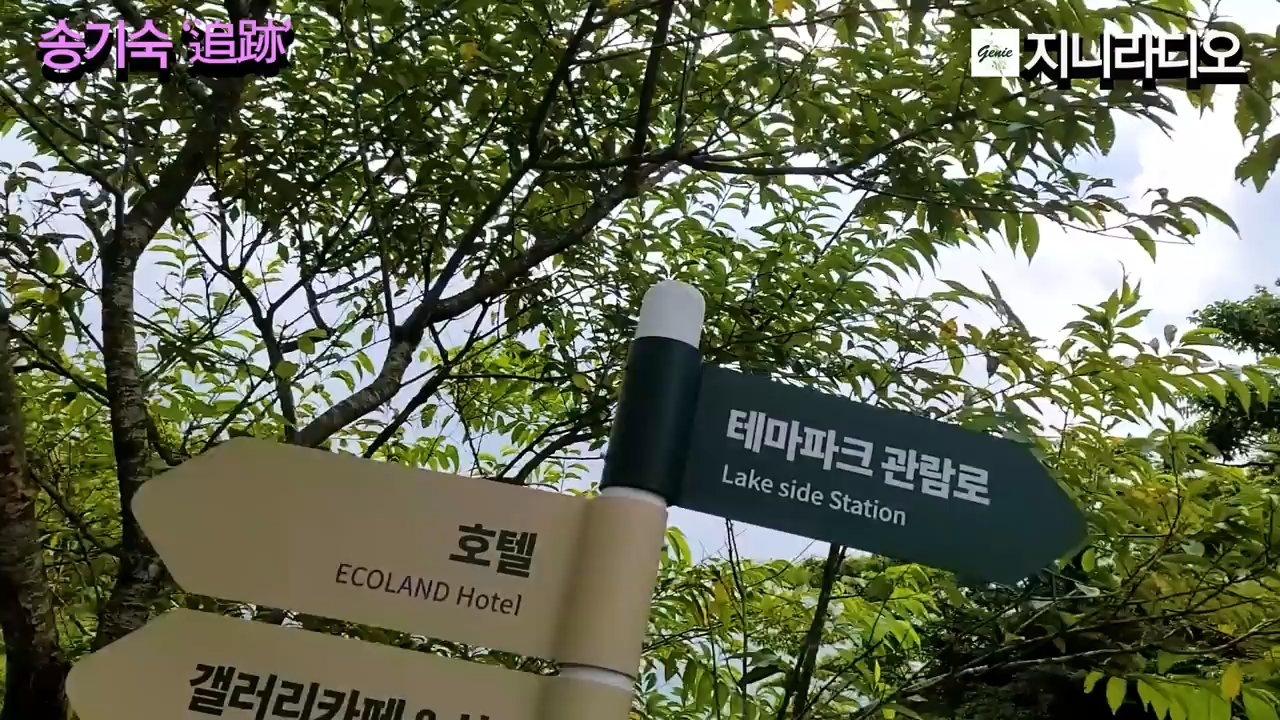 송기숙 '追跡'
Genie 지니라디오
테마파크 관람로
Lake side Station
호텔
ECOLAND Hotel
갤러리카페 &